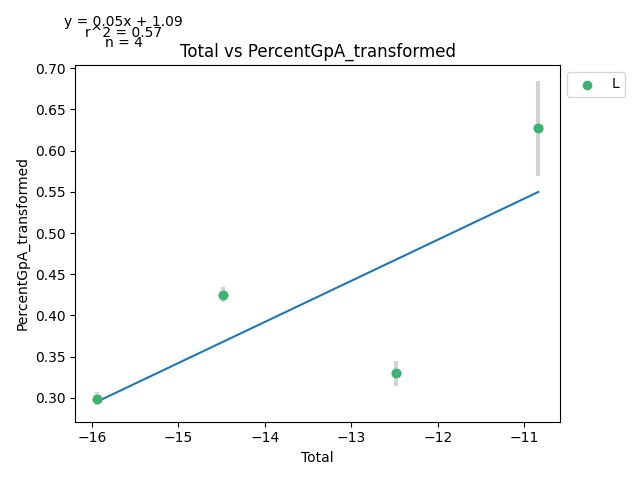 y = 0.05x + 1.09
r^2 = 0.57
n = 4
Total vs PercentGpA_transformed
L
PercentGpA_transformed
0.70
0.65
0.60
0.55
0.50
0.45
0.40
0.35
0.30
−16 −15 −14 −13 −12 −11
Total